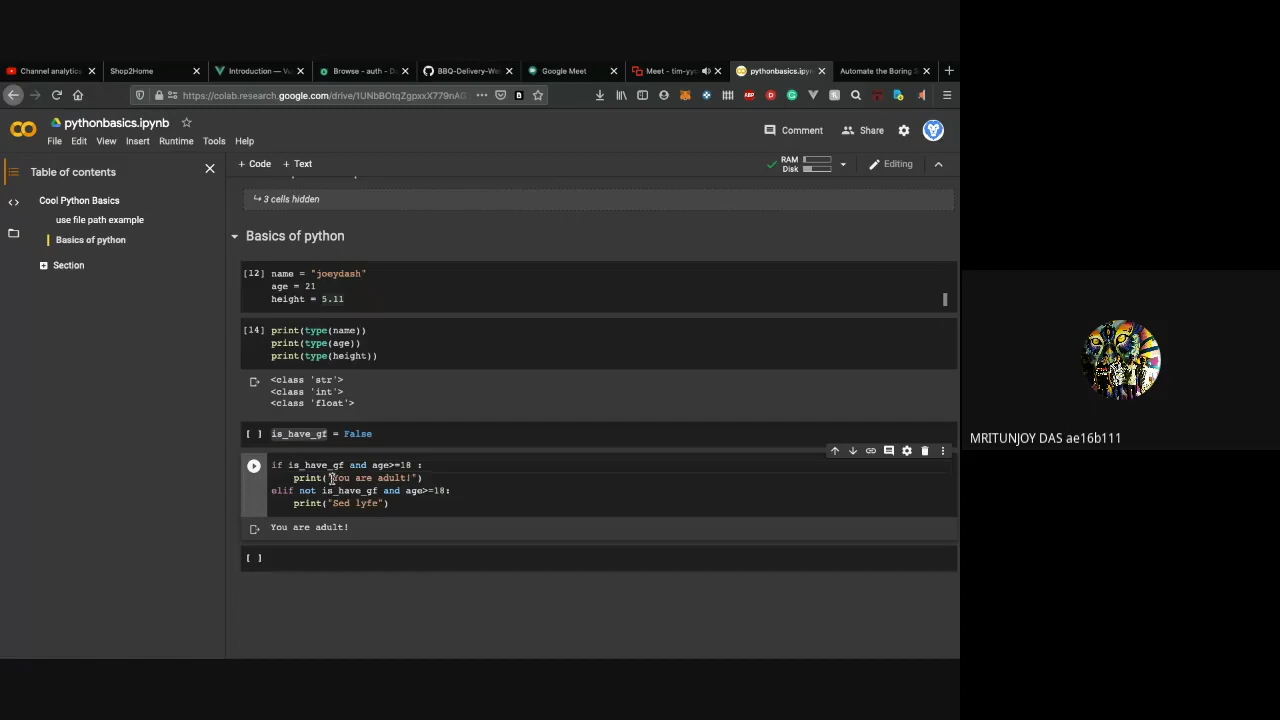 Channel analytics
Shop2Home
Introduction — Vu
Browse - auth - D
BBQ-Delivery-We
Google Meet
Meet - tim-yy
pythonbasics.ipyn
Automate the Boring S
https://colab.research.google.com/drive/1UNbBOtqZgpxxX779nAG
pythonbasics.ipynb
File Edit View Insert Runtime Tools Help
Comment Share
+ Code + Text
RAM
Disk
Editing
Table of contents
Cool Python Basics
use file path example
Basics of python
Section
3 cells hidden
Basics of python
[12] name = "joeydash"
age = 21
height = 5.11
[14] print(type(name))
print(type(age))
print(type(height))
<class 'str'>
<class 'int'>
<class 'float'>
[ ] is_have_gf = False
if is_have_gf and age>=18 :
print("You are adult!")
elif not is_have_gf and age>=18:
print("Sed lyfe")
You are adult!
[ ]
MRITUNJOY DAS ae16b111